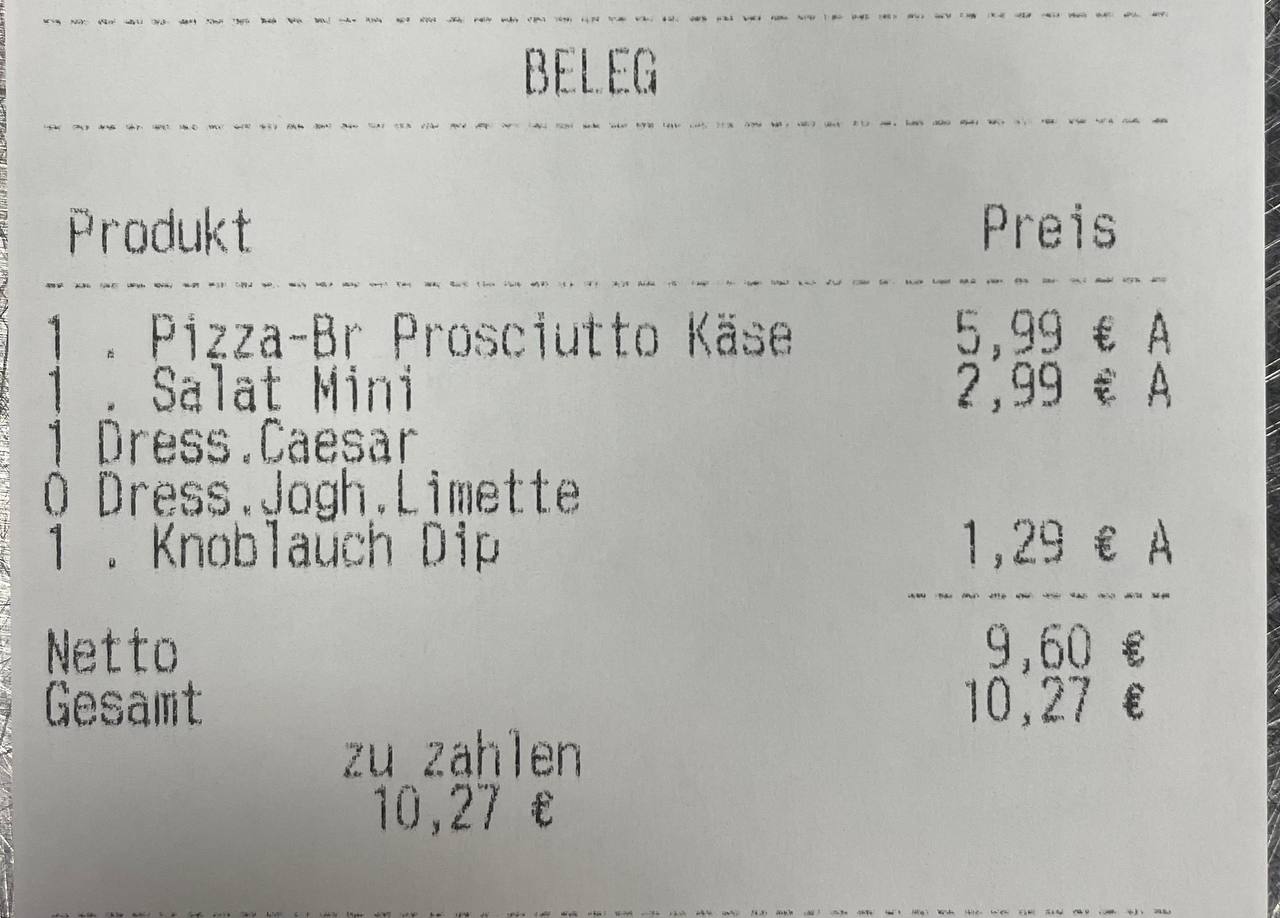 BELEG
Produkt Preis
1 . Pizza-Br Prosciutto Käse 5,99 € A
1 . Salat Mini 2,99 € A
1 Dress.Caesar
0 Dress.Jogh.Limette
1 . Knoblauch Dip 1,29 € A
Netto 9,60 €
Gesamt 10,27 €
zu zahlen
10,27 €